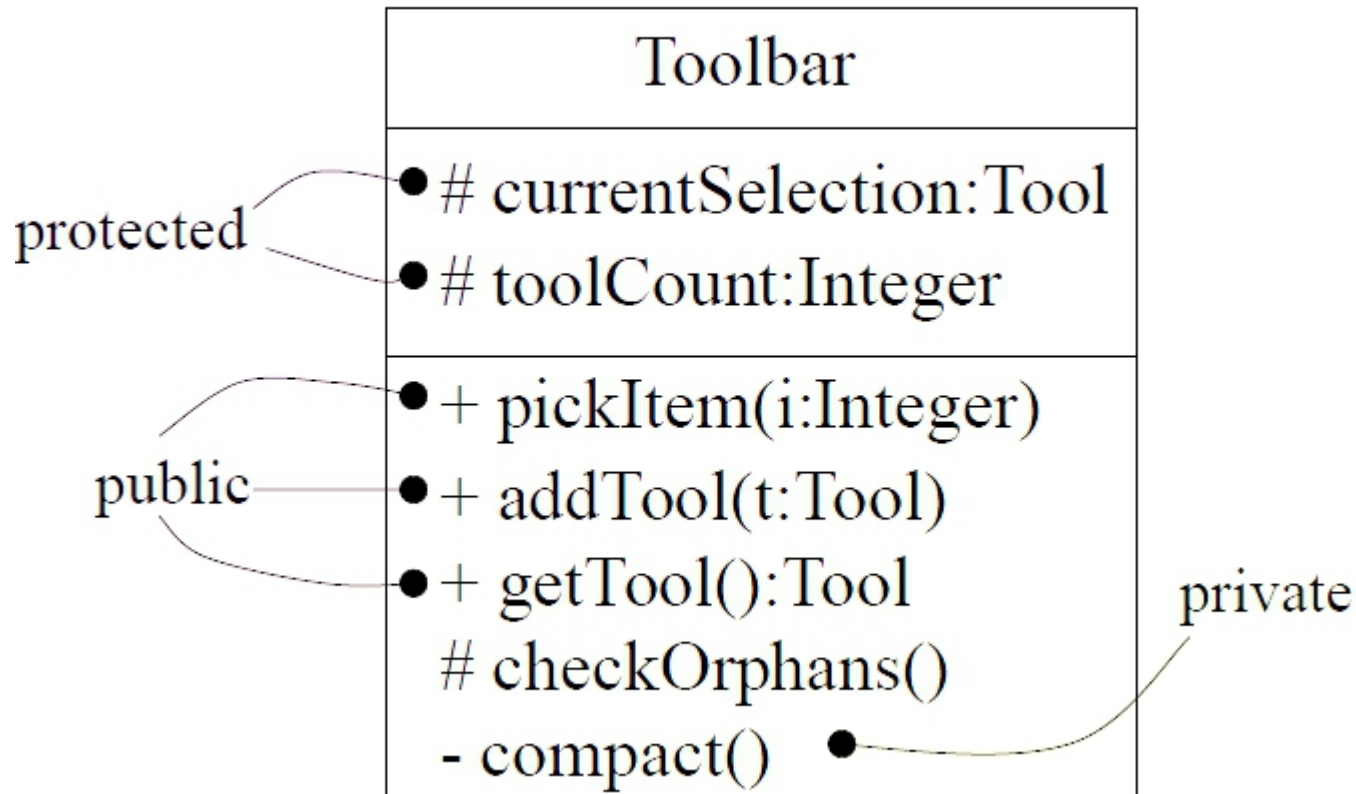 Toolbar
protected
# currentSelection:Tool
# toolCount:Integer
public
+ pickItem(i:Integer)
+ addTool(t:Tool)
+ getTool():Tool
private
# checkOrphans()
- compact()